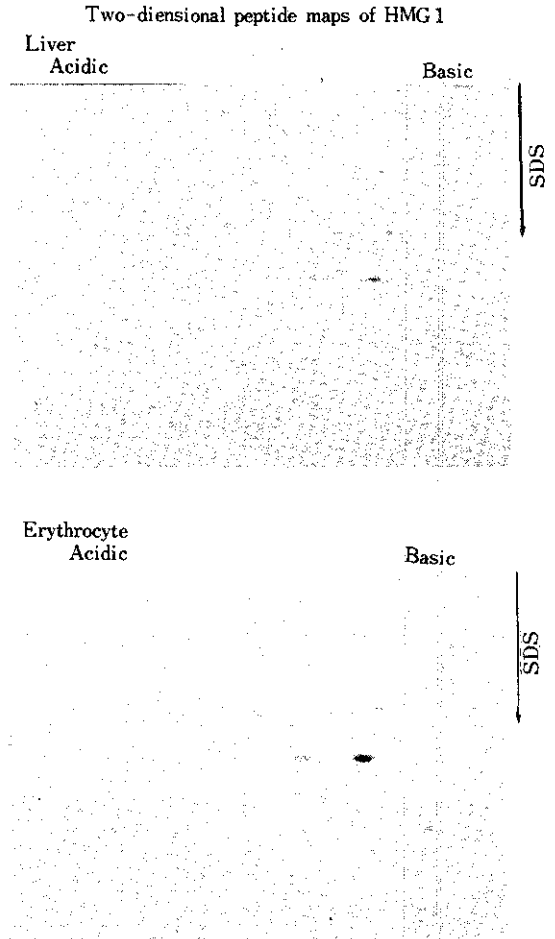 Two-diensional peptide maps of HMG 1
Liver
Acidic
Basic
SDS
Erythrocyte
Acidic
Basic
SDS